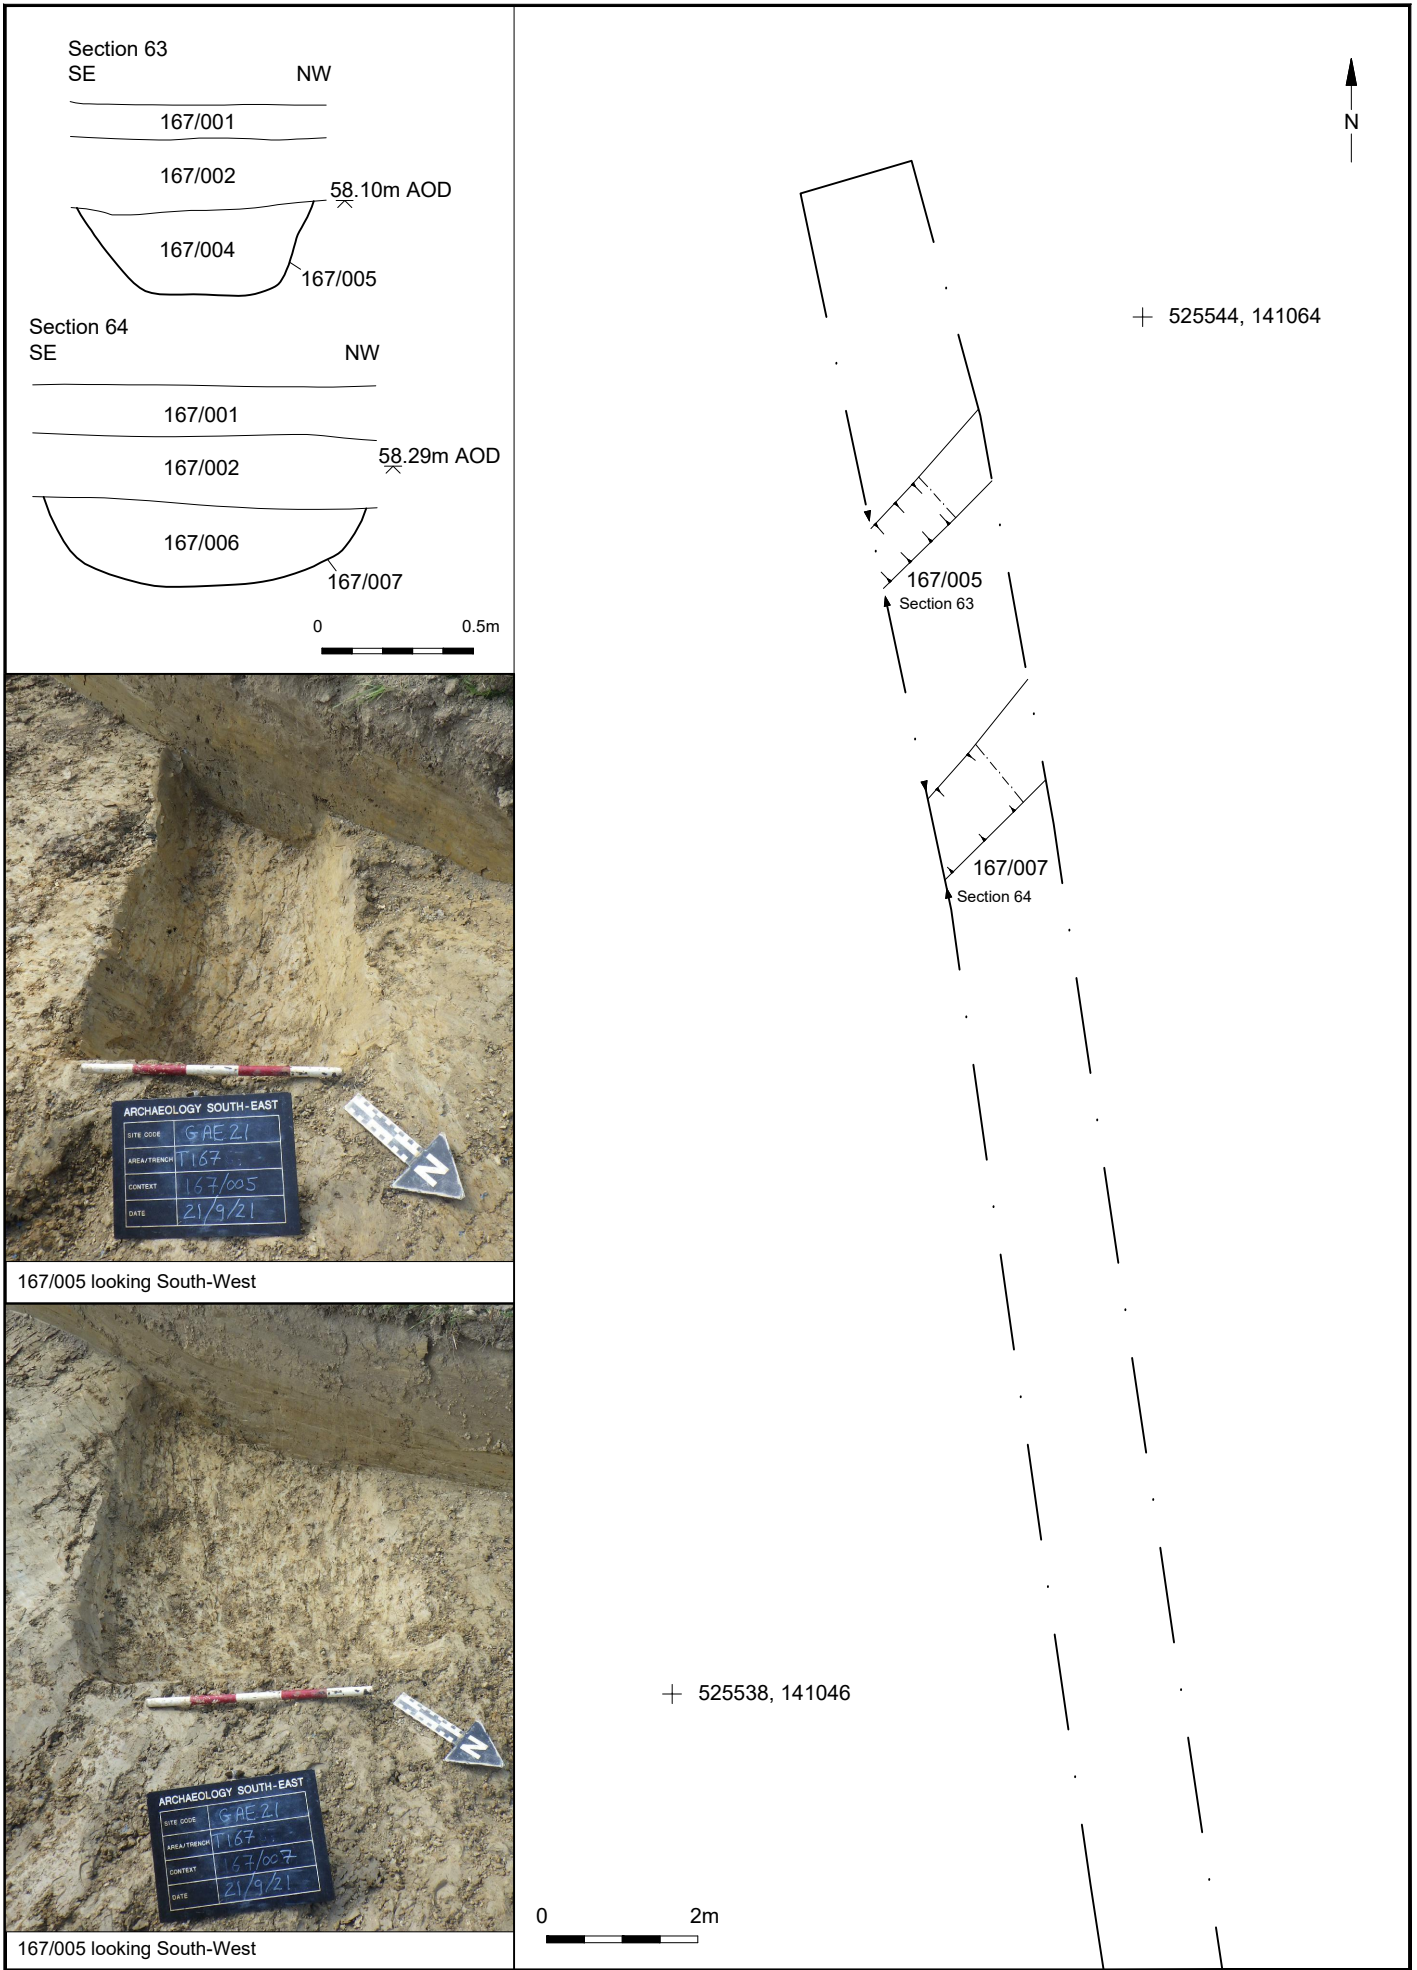 Section 63
SE NW
167/001
167/002
58.10m AOD
167/004
167/005
Section 64
SE NW
167/001
58.29m AOD
167/002
167/006
167/007
0 0.5m
ARCHAEOLOGY SOUTH-EAST
SITE CODE GAE21
AREA/TRENCH T167
CONTEXT 167/005
DATE 21/9/21
N
167/005 looking South-West
ARCHAEOLOGY SOUTH-EAST
SITE CODE GAE21
AREA/TRENCH T167
CONTEXT 167/007
DATE 21/9/21
N
167/005 looking South-West
N
525544, 141064
167/005
Section 63
167/007
Section 64
525538, 141046
0 2m